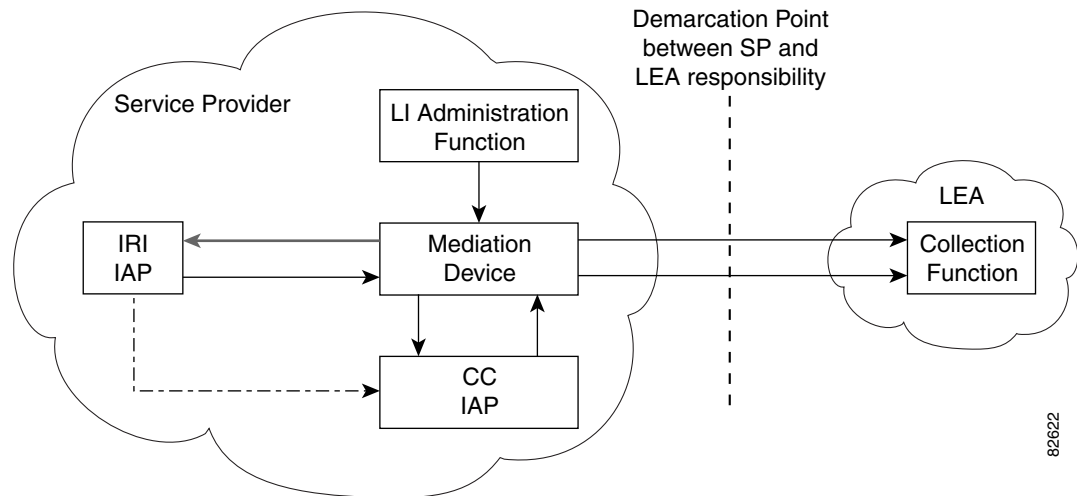 Demarcation Point
between SP and
LEA responsibility
Service Provider
LI Administration
Function
LEA
IRI
IAP
Mediation
Device
Collection
Function
CC
IAP
82622